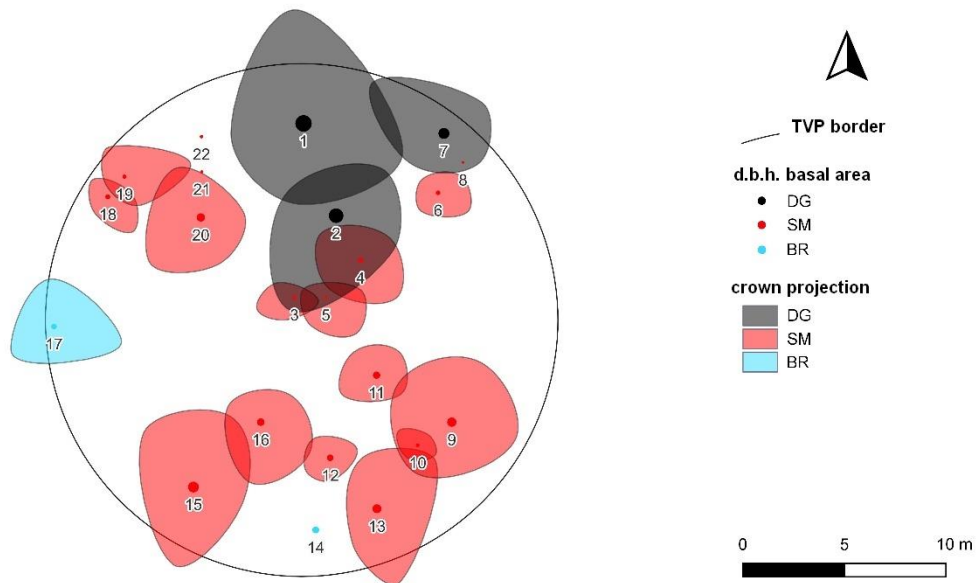 1
7
22
8
19
21
6
18
20
2
4
3
5
17
11
16
9
12
10
15
13
14
TVP border
d.b.h. basal area
DG
SM
BR
crown projection
DG
SM
BR
0 5 10 m